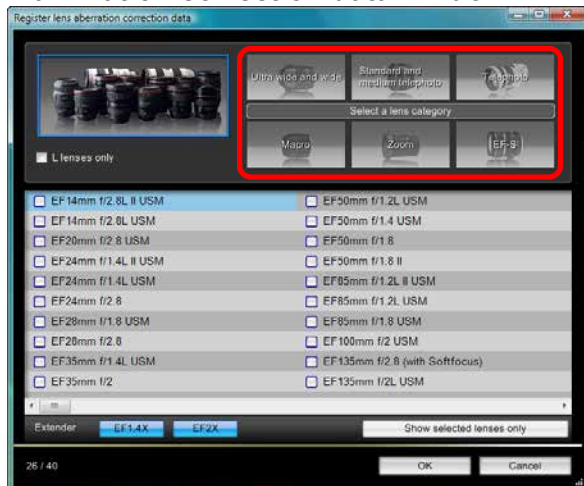 Register lens aberration correction data
Ultra wide and wide
Standard and
medium telephoto
Telephoto
Select a lens category
Macro
Zoom
EF-S
L lenses only
EF14mm f/2.8L II USM
EF50mm f/1.2L USM
EF14mm f/2.8L USM
EF50mm f/1.4 USM
EF20mm f/2.8 USM
EF50mm f/1.8
EF24mm f/1.4L II USM
EF50mm f/1.8 II
EF24mm f/1.4L USM
EF85mm f/1.2L II USM
EF24mm f/2.8
EF85mm f/1.2L USM
EF28mm f/1.8 USM
EF85mm f/1.8 USM
EF28mm f/2.8
EF100mm f/2 USM
EF35mm f/1.4L USM
EF135mm f/2.8 (with Softfocus)
EF35mm f/2
EF135mm f/2L USM
Extender
EF1.4X
EF2X
Show selected lenses only
26 / 40
OK
Cancel